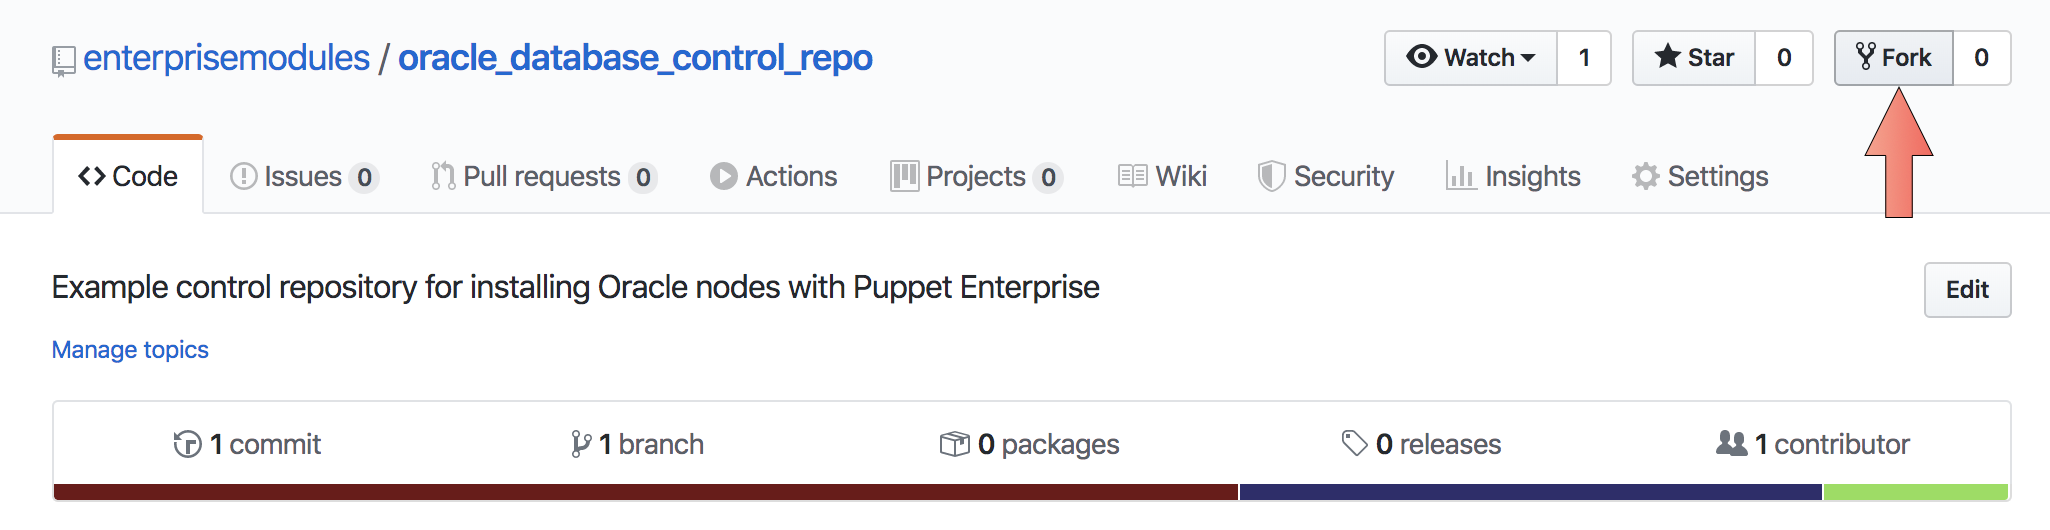 enterprisemodules / oracle_database_control_repo Watch 1 Star 0 Fork 0
Code Issues 0 Pull requests 0 Actions Projects 0 Wiki Security Insights Settings
Example control repository for installing Oracle nodes with Puppet Enterprise Edit
Manage topics
1 commit 1 branch 0 packages 0 releases 1 contributor